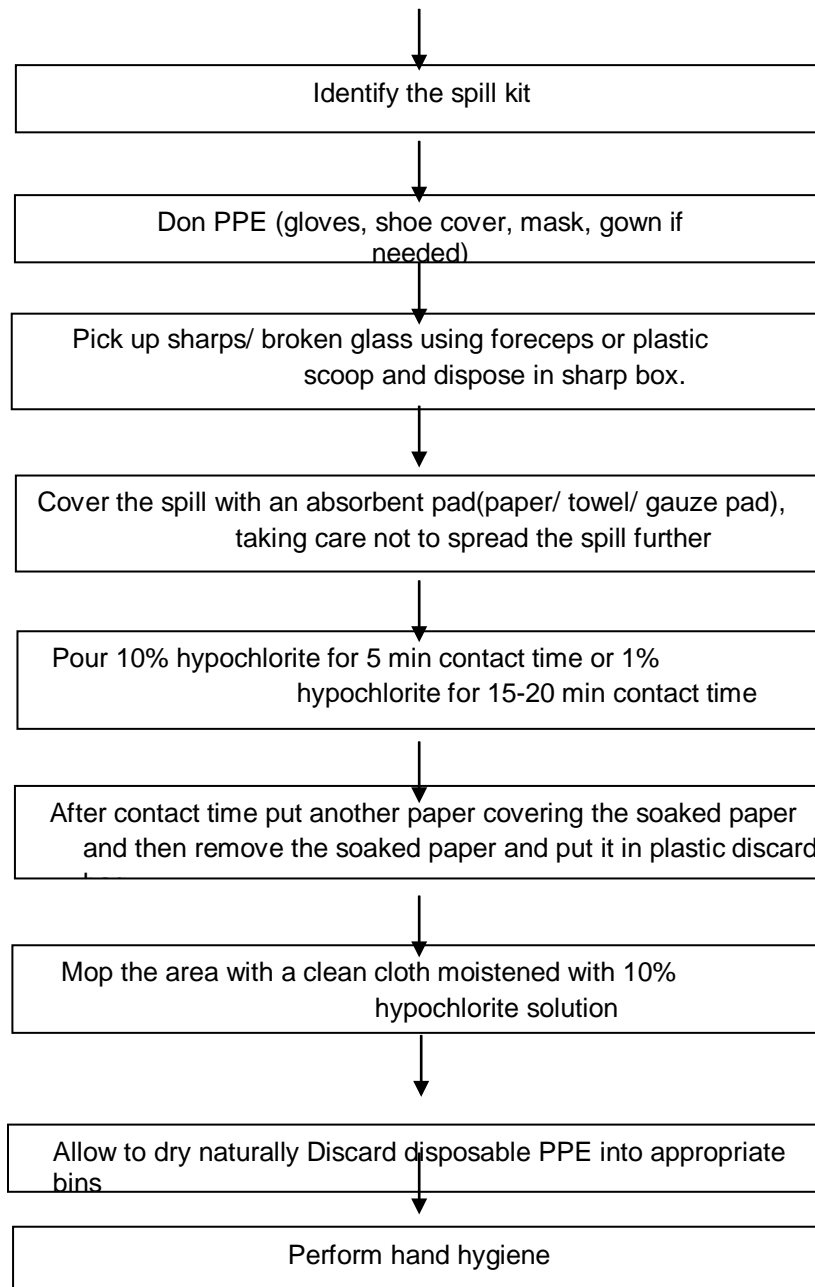 Identify the spill kit
Don PPE (gloves, shoe cover, mask, gown if
needed)
Pick up sharps/ broken glass using foreceps or plastic
scoop and dispose in sharp box.
Cover the spill with an absorbent pad(paper/ towel/ gauze pad),
taking care not to spread the spill further
Pour 10% hypochlorite for 5 min contact time or 1%
hypochlorite for 15-20 min contact time
After contact time put another paper covering the soaked paper
and then remove the soaked paper and put it in plastic discard
Mop the area with a clean cloth moistened with 10%
hypochlorite solution
Allow to dry naturally Discard disposable PPE into appropriate
bins
Perform hand hygiene